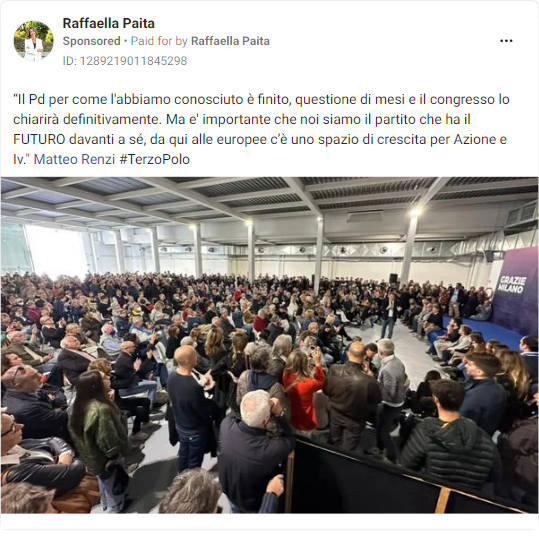 Raffaella Paita
Sponsored • Paid for by Raffaella Paita
ID: 1289219011845298
“Il Pd per come l'abbiamo conosciuto è finito, questione di mesi e il congresso lo
chiarirà definitivamente. Ma e' importante che noi siamo il partito che ha il
FUTURO davanti a sé, da qui alle europee c’è uno spazio di crescita per Azione e
Iv." Matteo Renzi #TerzoPolo
GRAZIE
MILANO